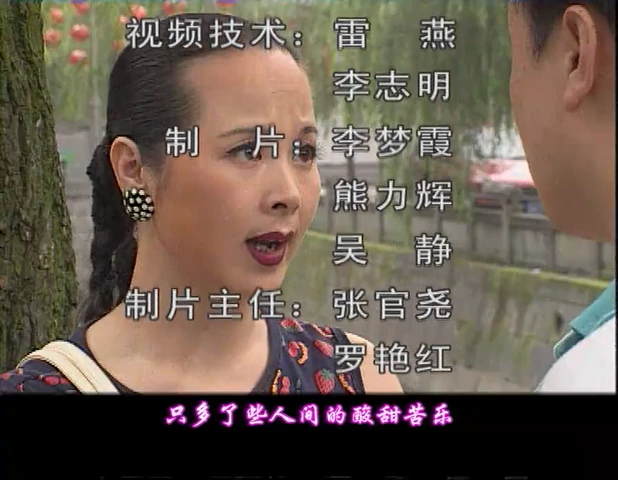 视频技术：雷 燕
李志明
制 片：李梦霞
熊力辉
吴 静
制片主任：张官尧
罗艳红
只多了些人间的酸甜苦乐